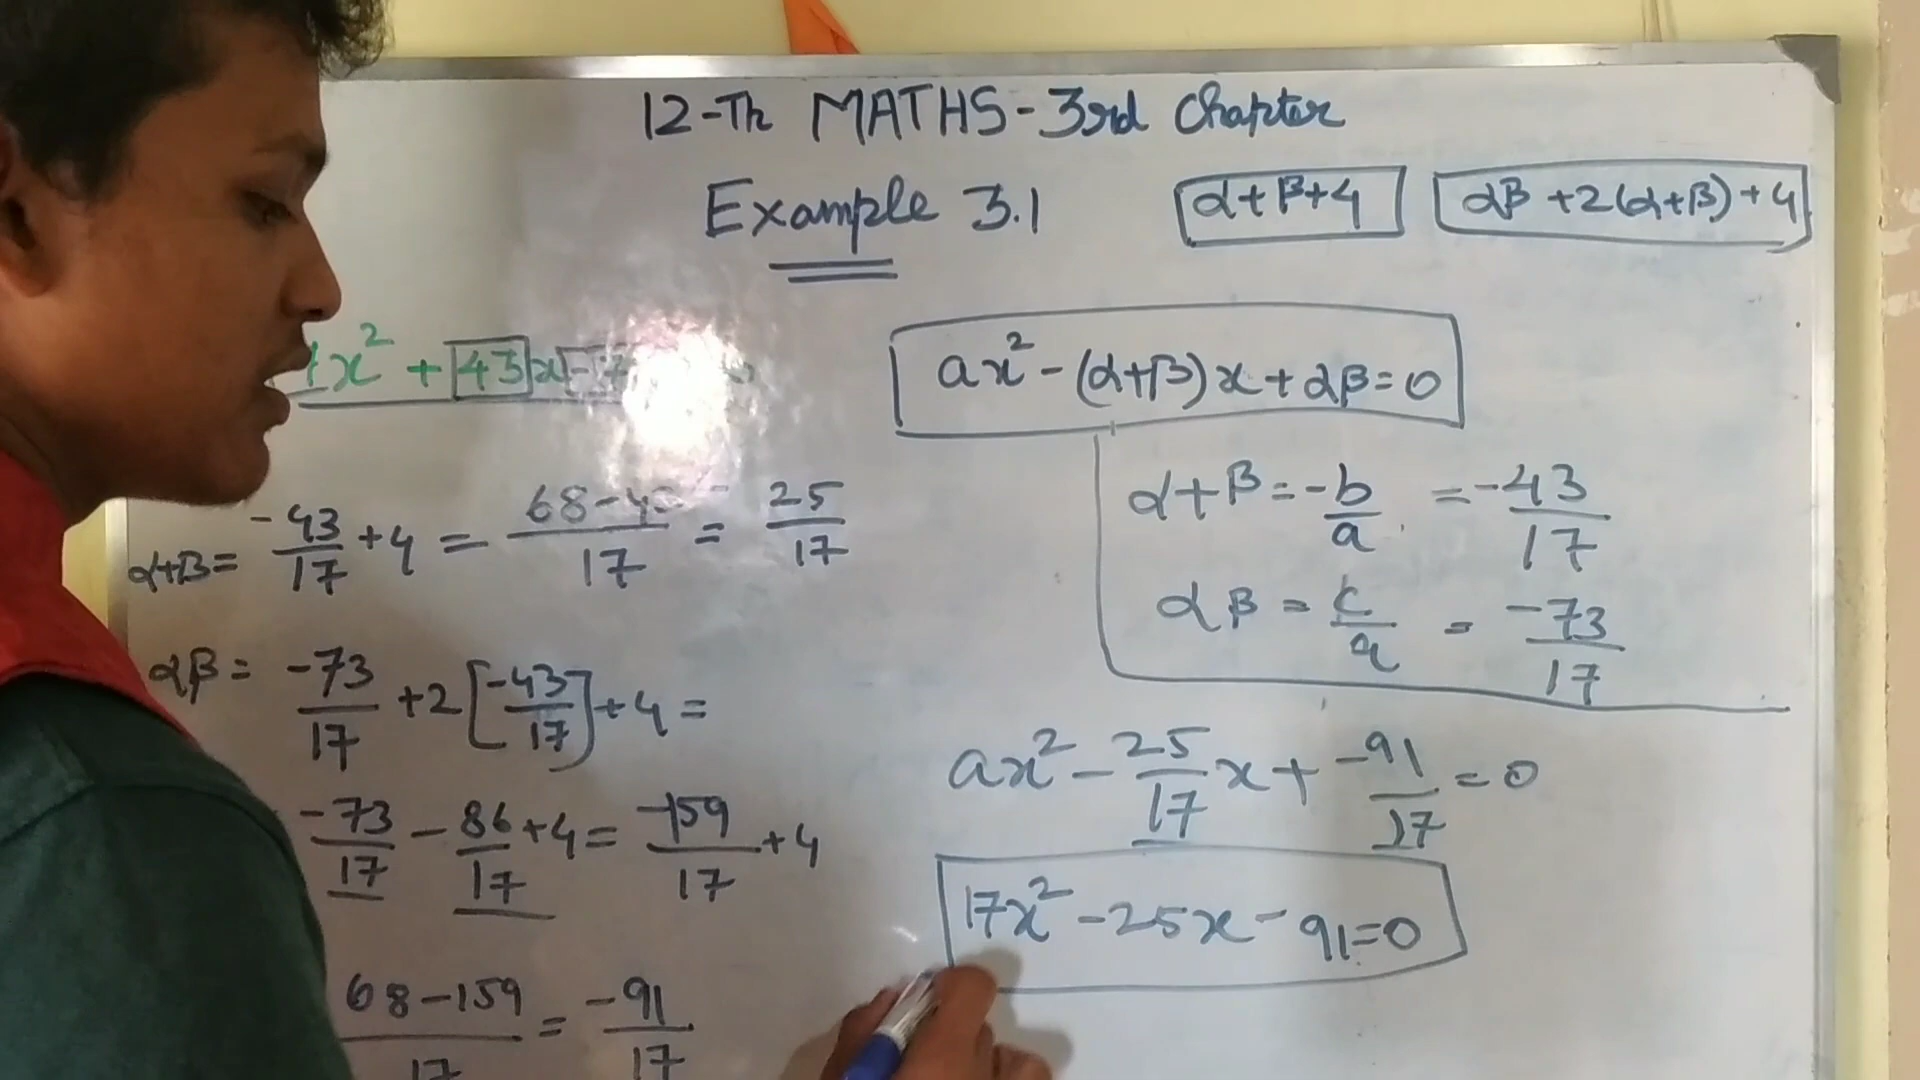 12-Th MATHS-3rd Chapter
Example 3.1
α+β+4
αβ+2(α+β)+4
x² + 43x-7
ax²-(α+β)x+αβ=0
α+β=-b/a = -43/17
αβ = c/a = -73/17
α+β= -43/17 +4 = 68-4 /17 = 25/17
αβ= -73/17 +2[-43/17]+4=
-73/17 - 86/17 +4= -159/17 +4
68-159/17 = -91/17
ax²- 25/17 x+ -91/17 =0
17x²-25x-91=0